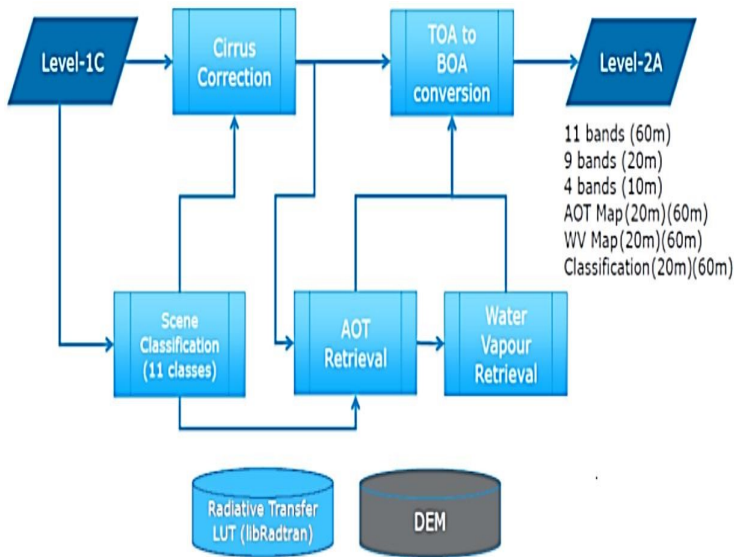 Level-1C
Cirrus
Correction
TOA to
BOA
conversion
Level-2A
11 bands (60m)
9 bands (20m)
4 bands (10m)
AOT Map(20m)(60m)
WV Map(20m)(60m)
Classification(20m)(60m)
Scene
Classification
(11 classes)
AOT
Retrieval
Water
Vapour
Retrieval
Radiative Transfer
LUT (libRadtran)
DEM